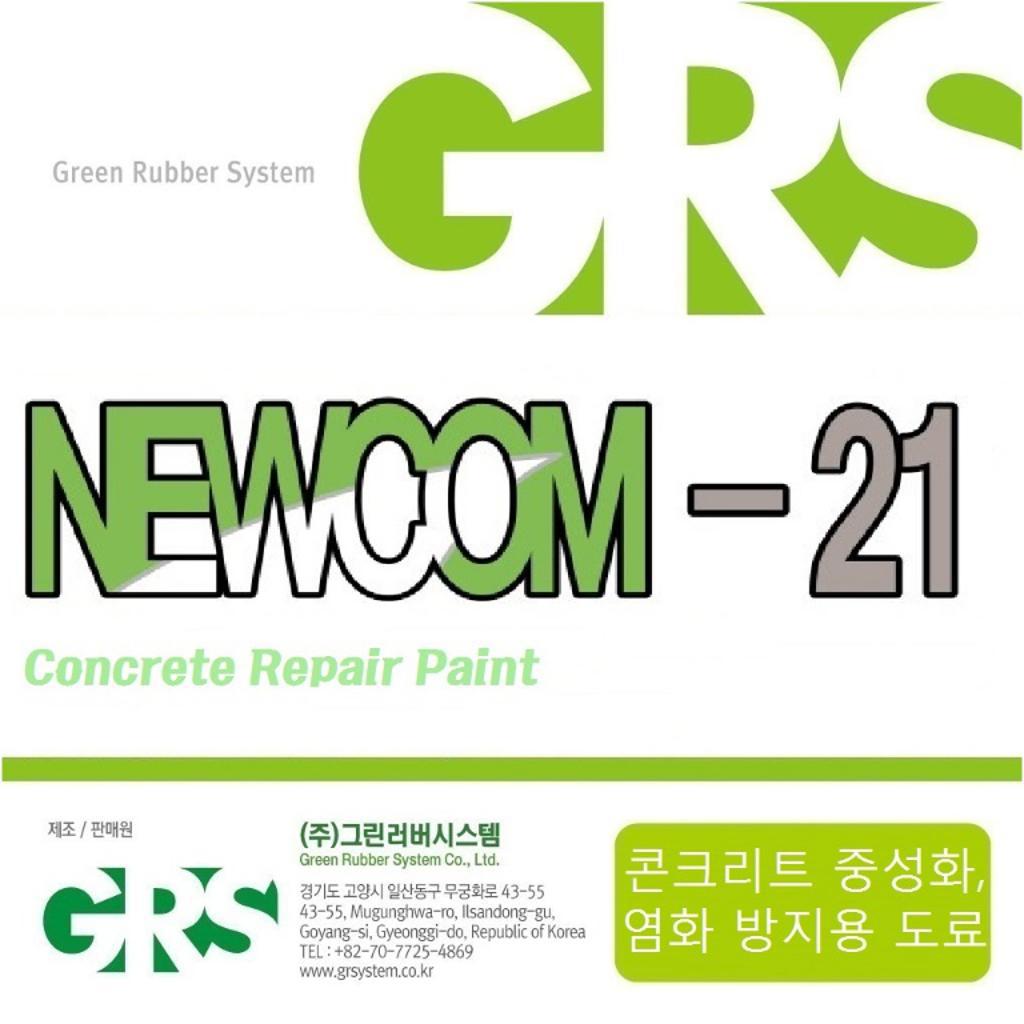 GRS
Green Rubber System
NEWCOM - 21
Concrete Repair Paint
제조 / 판매원
GRS
(주)그린러버시스템
Green Rubber System Co., Ltd.
경기도 고양시 일산동구 무궁화로 43-55
43-55, Mugunghwa-ro, Ilsandong-gu,
Goyang-si, Gyeonggi-do, Republic of Korea
TEL : +82-70-7725-4869
www.grsystem.co.kr
콘크리트 중성화,
염화 방지용 도료